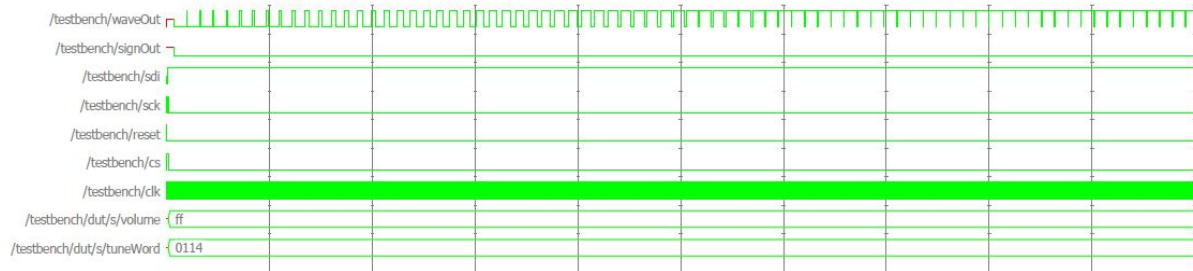 /testbench/waveOut
/testbench/signOut
/testbench/sdi
/testbench/sck
/testbench/reset
/testbench/cs
/testbench/clk
/testbench/dut/s/volume ff
/testbench/dut/s/tuneWord 0114